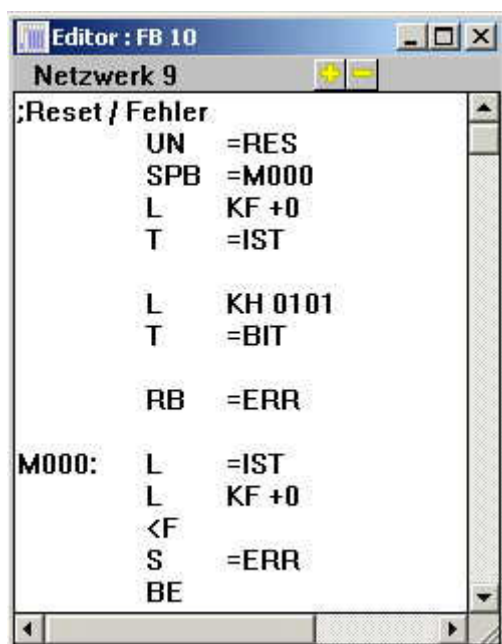 Editor : FB 10
Netzwerk 9
;Reset / Fehler
UN =RES
SPB =M000
L KF +0
T =IST
L KH 0101
T =BIT
RB =ERR
M000: L =IST
L KF +0
<F
S =ERR
BE